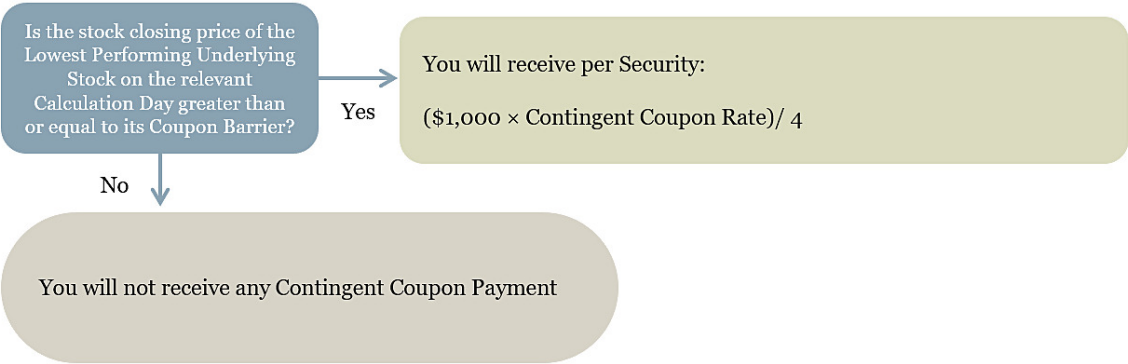 Is the stock closing price of the
Lowest Performing Underlying
Stock on the relevant
Calculation Day greater than
or equal to its Coupon Barrier?
Yes
You will receive per Security:
($1,000 × Contingent Coupon Rate)/ 4
No
You will not receive any Contingent Coupon Payment